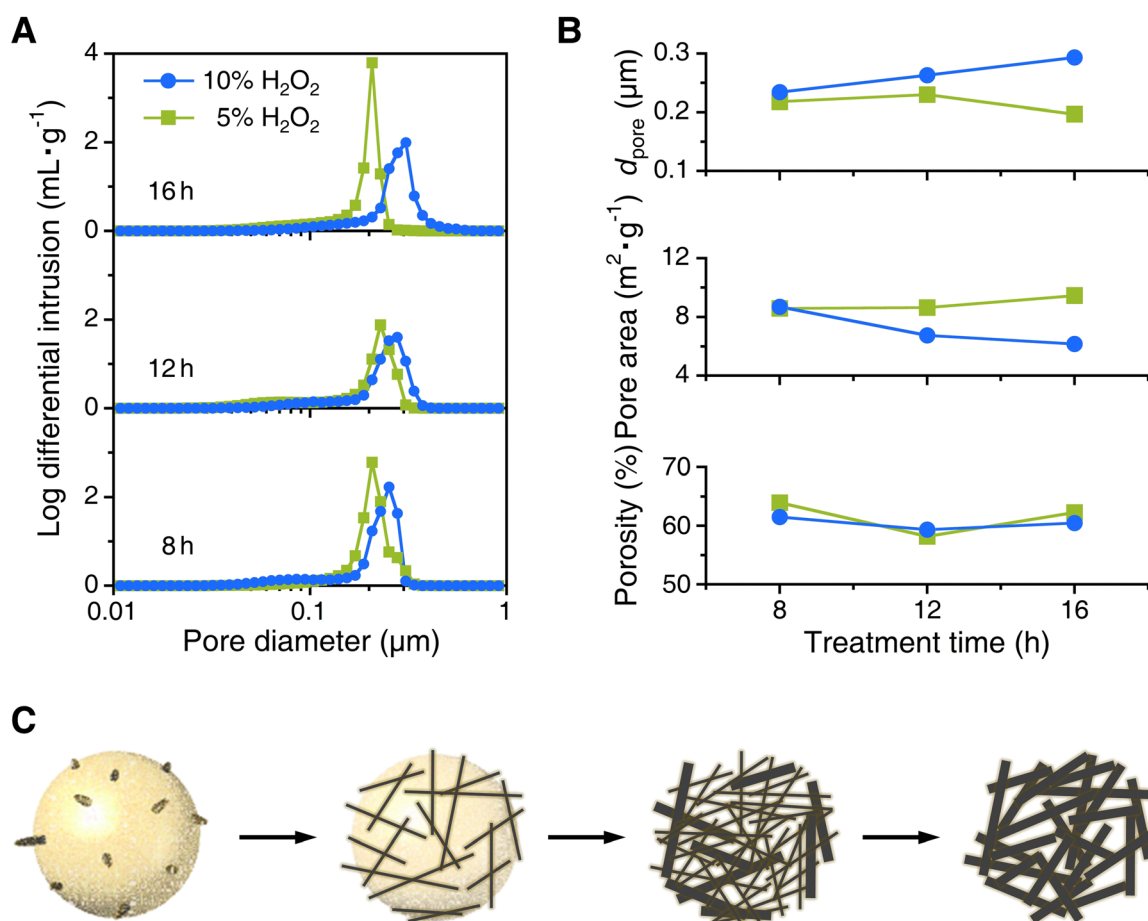 A
10% H₂O₂
5% H₂O₂
16 h
12 h
8 h
4
2
0
2
0
2
0
0.01
0.1
1
Log differential intrusion (mL·g⁻¹)
Pore diameter (µm)
B
0.3
0.2
0.1
d_pore (µm)
12
8
4
Pore area (m²·g⁻¹)
70
60
50
Porosity (%)
8
12
16
Treatment time (h)
C